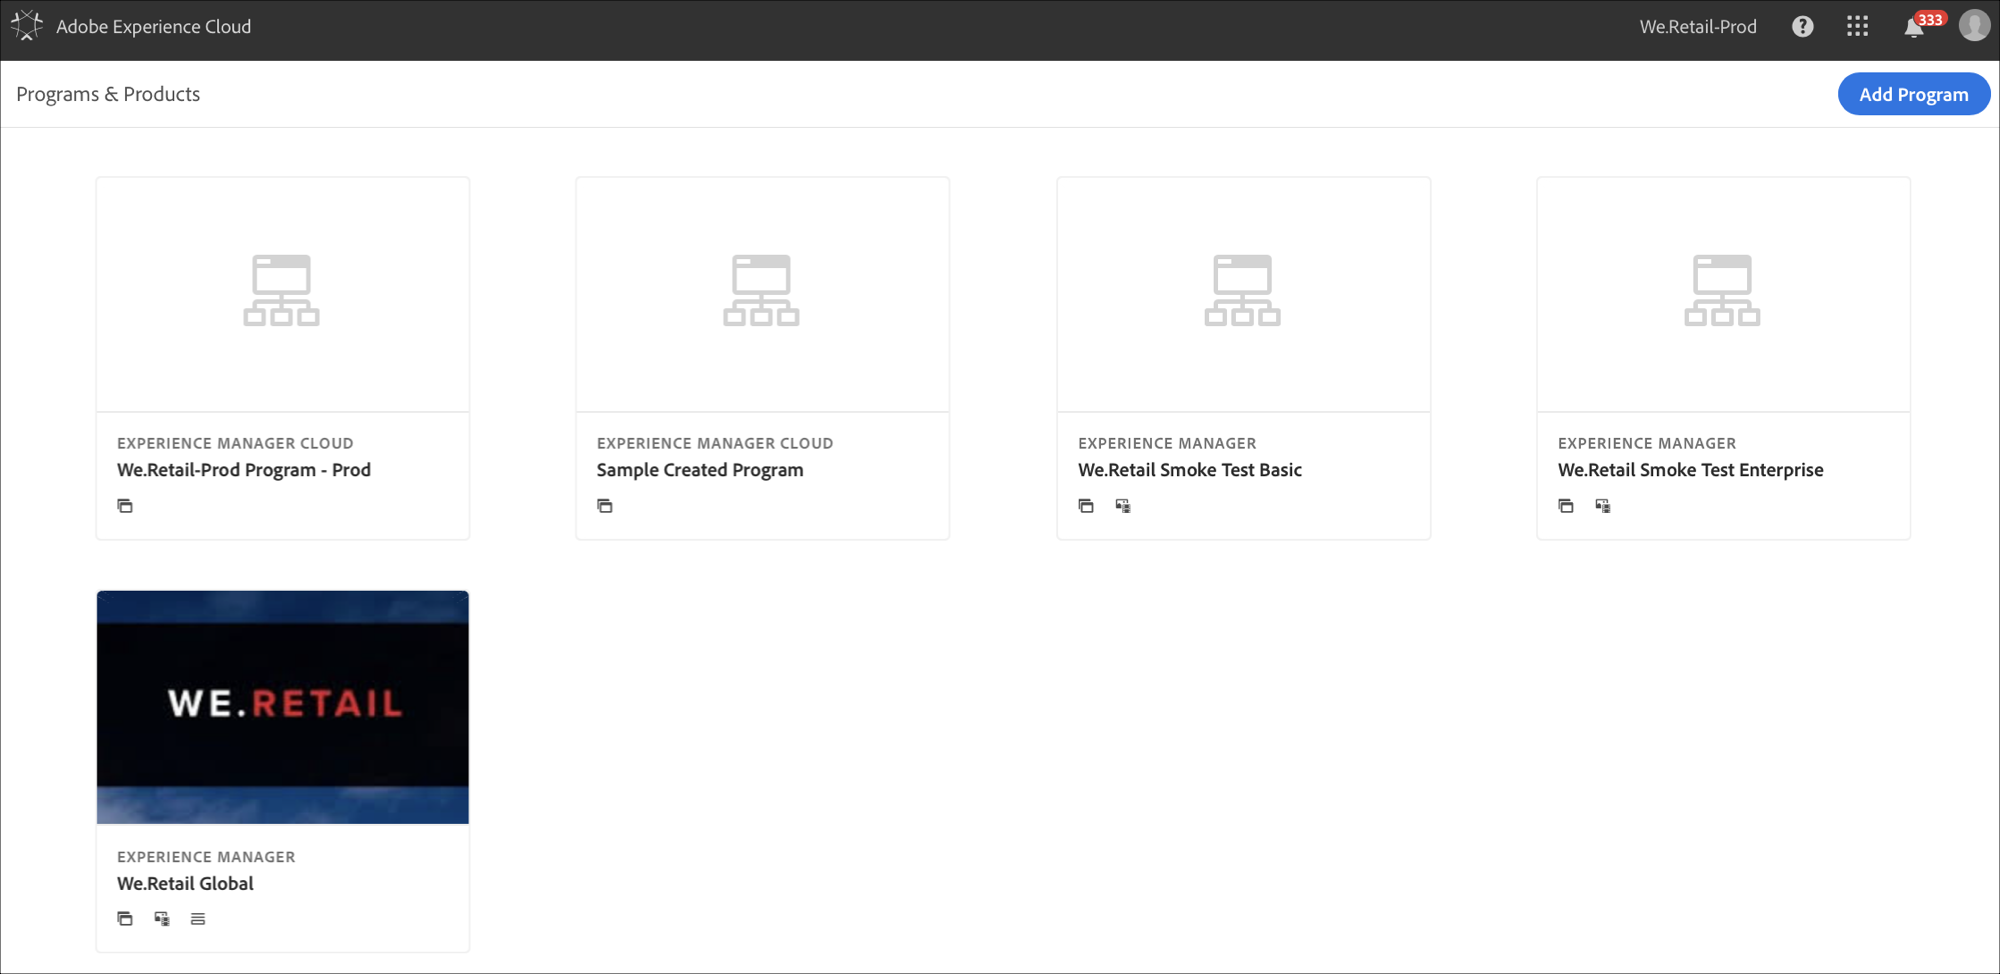 Adobe Experience Cloud
We.Retail-Prod
333
Programs & Products
Add Program
EXPERIENCE MANAGER CLOUD
We.Retail-Prod Program - Prod
EXPERIENCE MANAGER CLOUD
Sample Created Program
EXPERIENCE MANAGER
We.Retail Smoke Test Basic
EXPERIENCE MANAGER
We.Retail Smoke Test Enterprise
WE.RETAIL
EXPERIENCE MANAGER
We.Retail Global